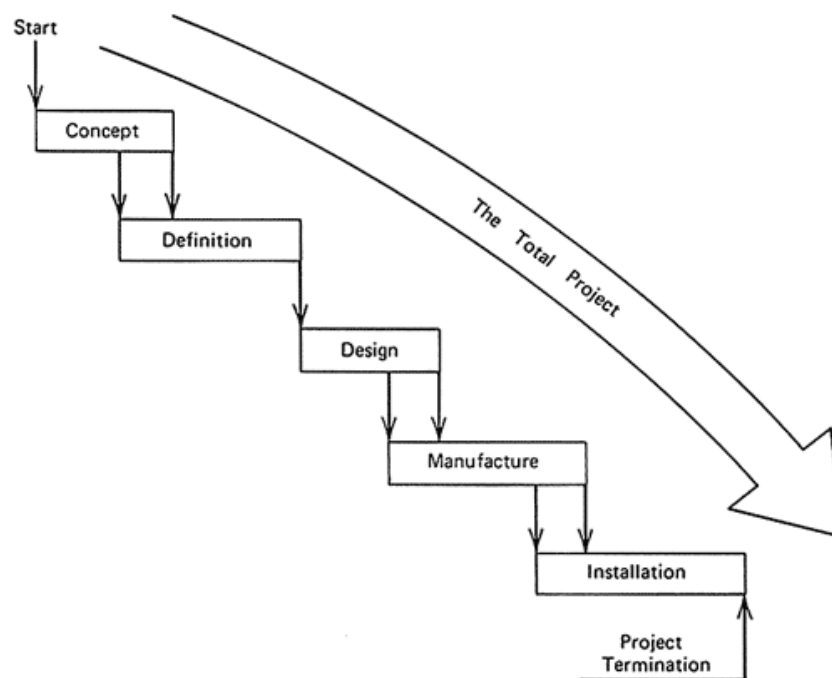 Start
Concept
Definition
The Total Project
Design
Manufacture
Installation
Project
Termination